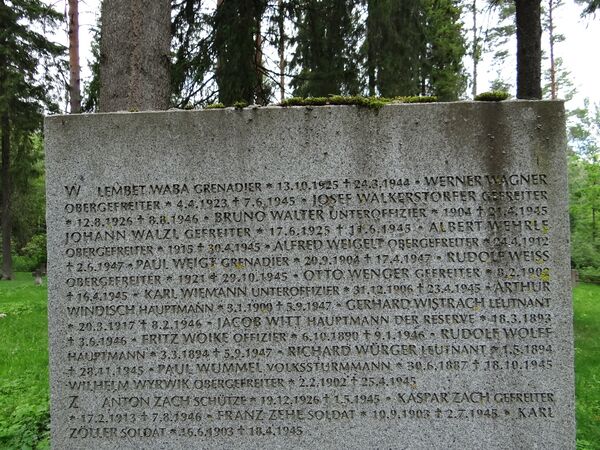 W LEMBET WABA GRENADIER * 13.10.1925 ✝ 24.3.1944 · WERNER WAGNER
OBERGEFREITER * 4.4.1923 ✝ 7.6.1945 · JOSEF WALKERSTORFER GEFREITER
* 12.8.1926 ✝ 8.8.1946 · BRUNO WALTER UNTEROFFIZIER * 1904 ✝ 21.4.1945
JOHANN WALZL GEFREITER * 17.6.1925 ✝ 11.6.1945 · ALBERT WEHRLE
OBERGEFREITER * 1915 ✝ 30.4.1945 · ALFRED WEIGELT OBERGEFREITER * 24.4.1912
✝ 2.6.1947 · PAUL WEIGT GRENADIER * 20.9.1904 ✝ 17.4.1947 · RUDOLF WEISS
OBERGEFREITER * 1921 ✝ 29.10.1945 · OTTO WENGER GEFREITER * 8.2.1908
✝ 16.4.1945 · KARL WIEMANN UNTEROFFIZIER * 31.12.1906 ✝ 23.4.1945 · ARTHUR
WINDISCH HAUPTMANN * 3.1.1900 ✝ 5.9.1947 · GERHARD WISTRACH LEUTNANT
* 20.3.1917 ✝ 8.2.1946 · JACOB WITT HAUPTMANN DER RESERVE * 18.3.1893
✝ 3.6.1946 · FRITZ WOIKE OFFIZIER * 6.10.1890 ✝ 9.1.1946 · RUDOLF WOLFF
HAUPTMANN * 3.3.1894 ✝ 5.9.1947 · RICHARD WÜRGER LEUTNANT * 1.5.1894
✝ 28.11.1945 · PAUL WUMMEL VOLKSSTURMMANN * 30.6.1887 ✝ 18.10.1945
WILHELM WYRWIK OBERGEFREITER * 2.2.1902 ✝ 25.4.1945
Z ANTON ZACH SCHÜTZE * 19.12.1926 ✝ 1.5.1945 · KASPAR ZACH GEFREITER
* 17.2.1913 ✝ 7.8.1946 · FRANZ ZEHE SOLDAT * 10.9.1903 ✝ 2.7.1945 · KARL
ZÖLLER SOLDAT * 16.6.1903 ✝ 18.4.1945